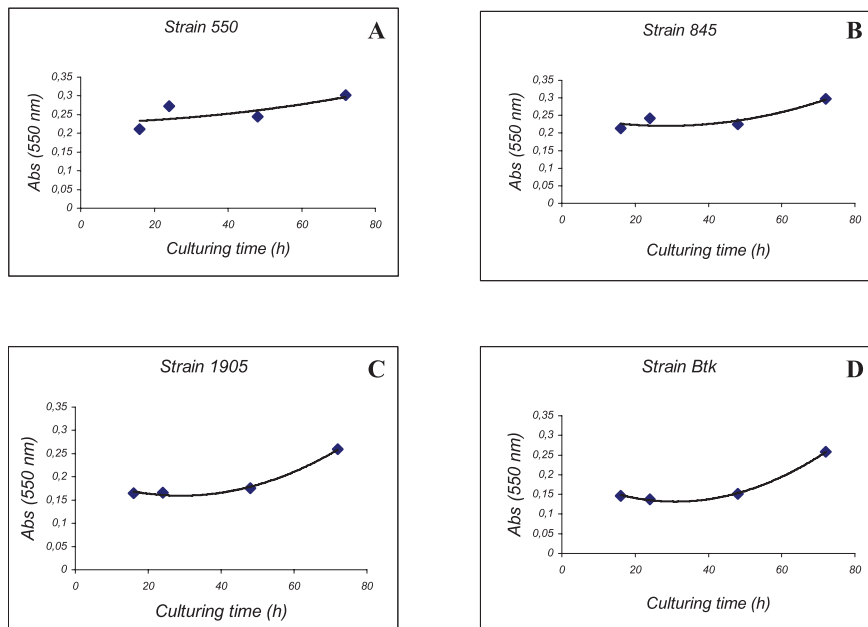 Strain 550
A
0,35
0,3
0,25
0,2
0,15
0,1
0,05
0
0 20 40 60 80
Abs (550 nm)
Culturing time (h)
Strain 845
B
0,35
0,3
0,25
0,2
0,15
0,1
0,05
0
0 20 40 60 80
Abs (550 nm)
Culturing time (h)
Strain 1905
C
0,35
0,3
0,25
0,2
0,15
0,1
0,05
0
0 20 40 60 80
Abs (550 nm)
Culturing time (h)
Strain Btk
D
0,35
0,3
0,25
0,2
0,15
0,1
0,05
0
0 20 40 60 80
Abs (550 nm)
Culturing time (h)